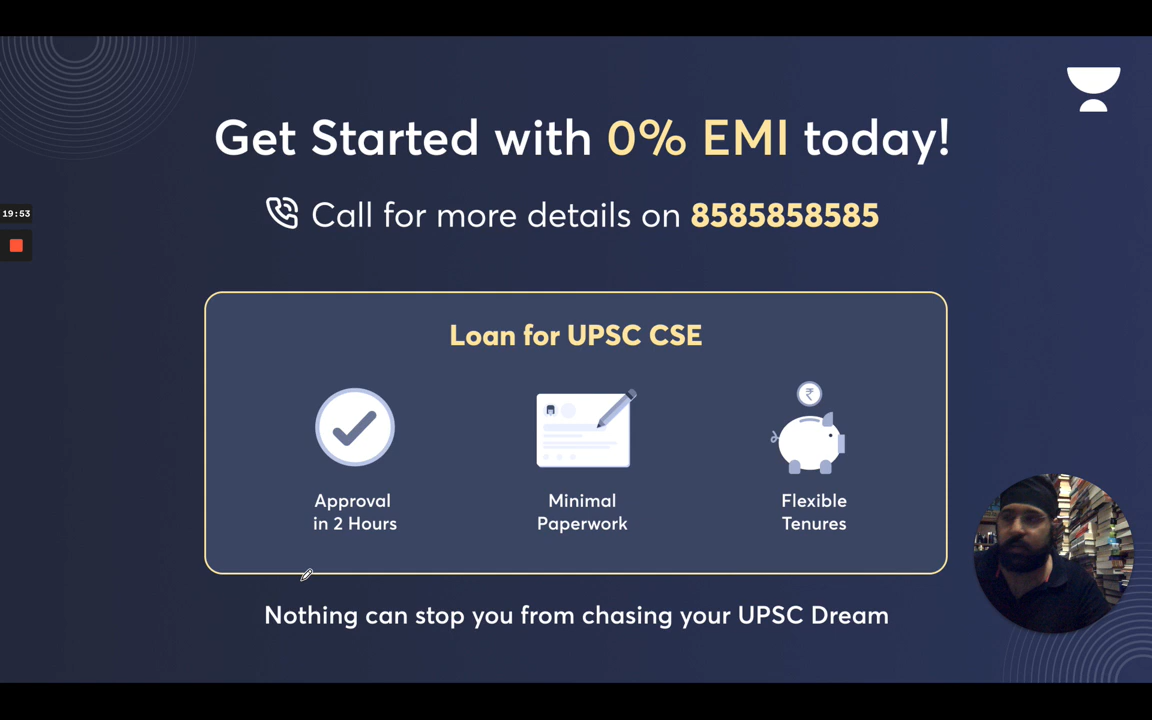 Get Started with 0% EMI today!
Call for more details on 8585858585
19:53
Loan for UPSC CSE
Approval
in 2 Hours
Minimal
Paperwork
Flexible
Tenures
Nothing can stop you from chasing your UPSC Dream